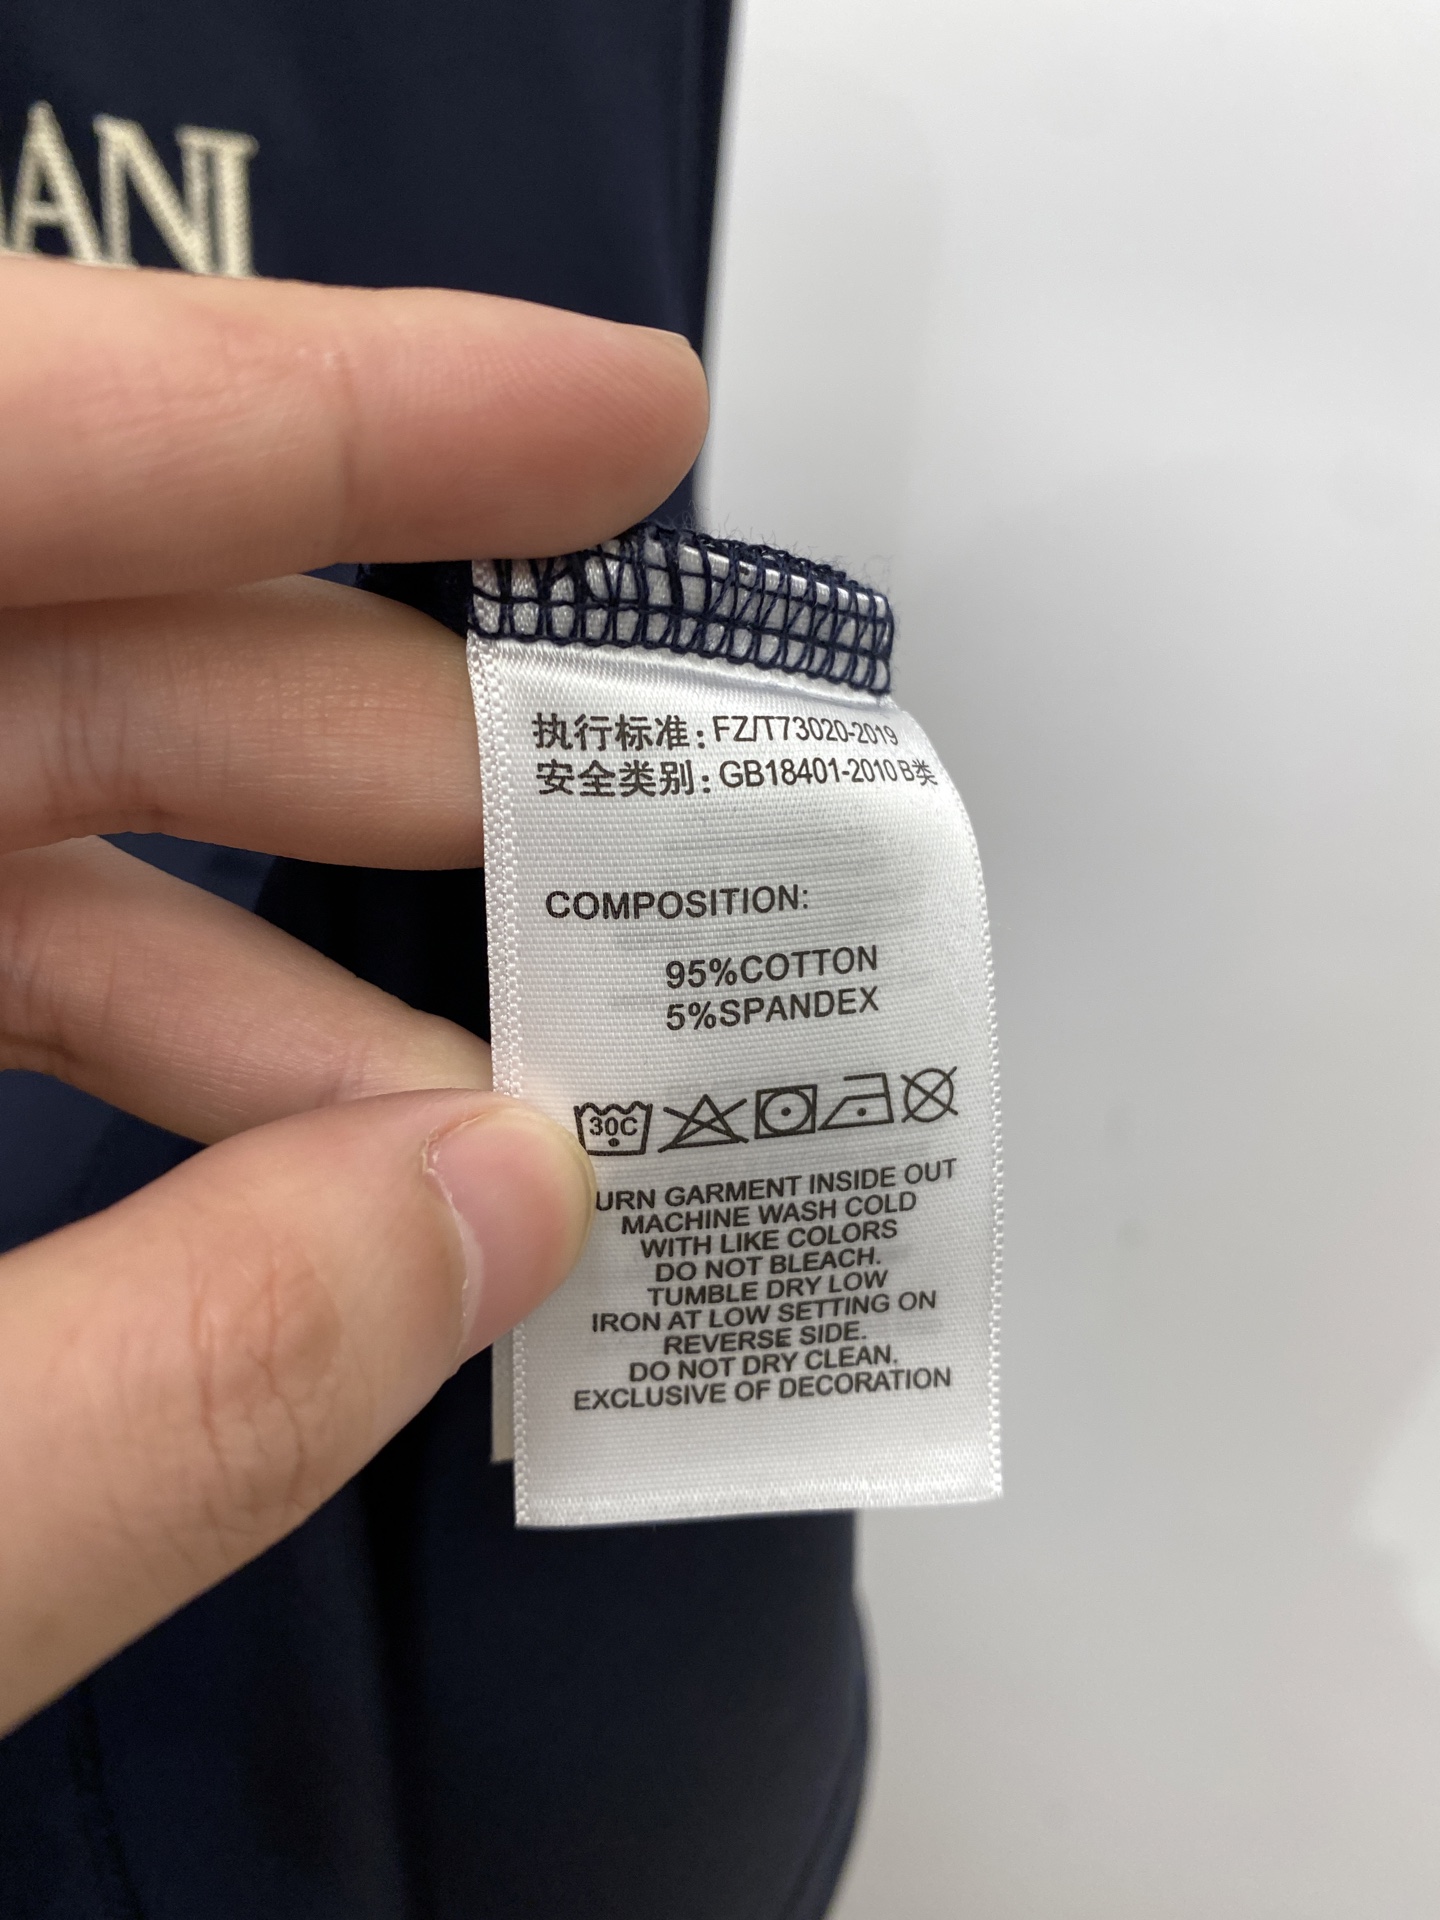 ANI
执行标准: FZ/T73020-2019
安全类别: GB18401-2010 B类
COMPOSITION:
95%COTTON
5%SPANDEX
30C
URN GARMENT INSIDE OUT
MACHINE WASH COLD
WITH LIKE COLORS
DO NOT BLEACH.
TUMBLE DRY LOW
IRON AT LOW SETTING ON
REVERSE SIDE.
DO NOT DRY CLEAN.
EXCLUSIVE OF DECORATION